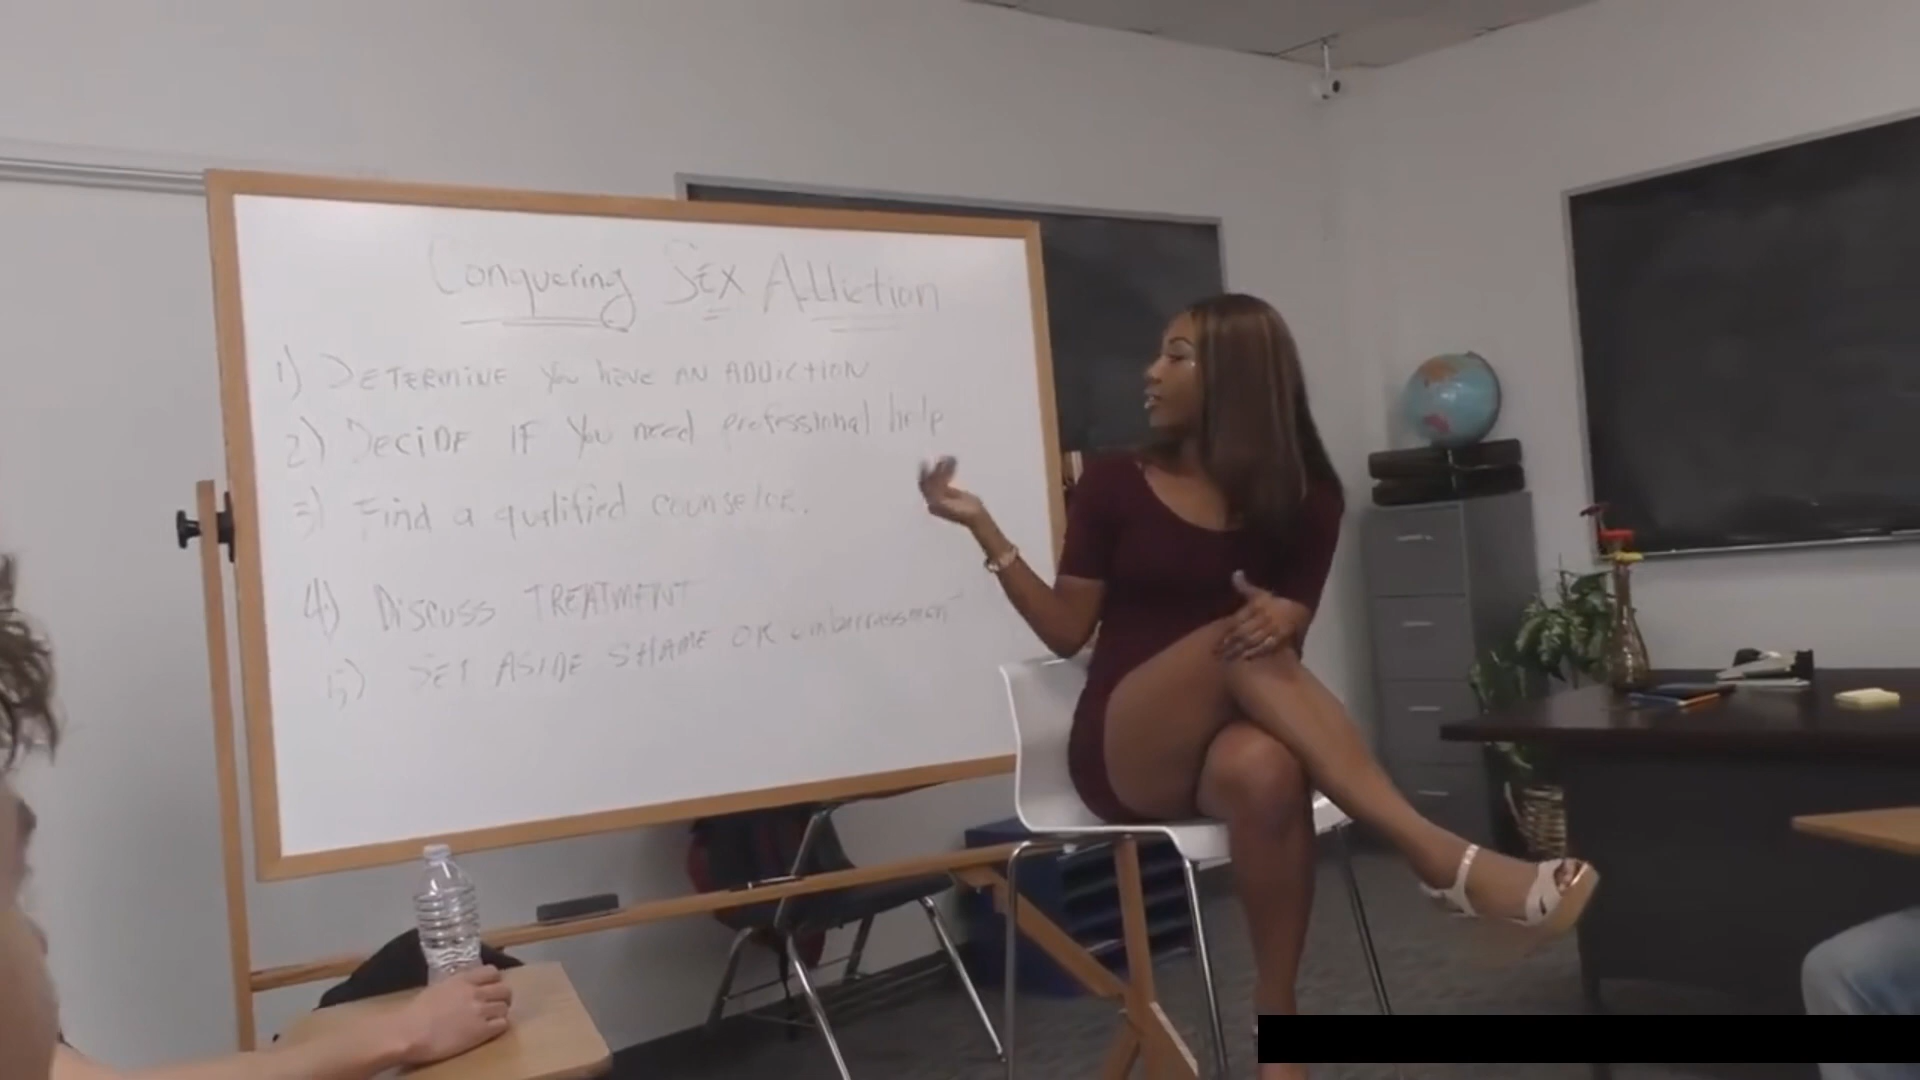 Conquering SEX Addiction
1) DETERMINE You have AN ADDICTION
2) DECIDE IF You need professional help
3) Find a qualified counselor.
4) DISCUSS TREATMENT
5) SET ASIDE SHAME OR embarrassment